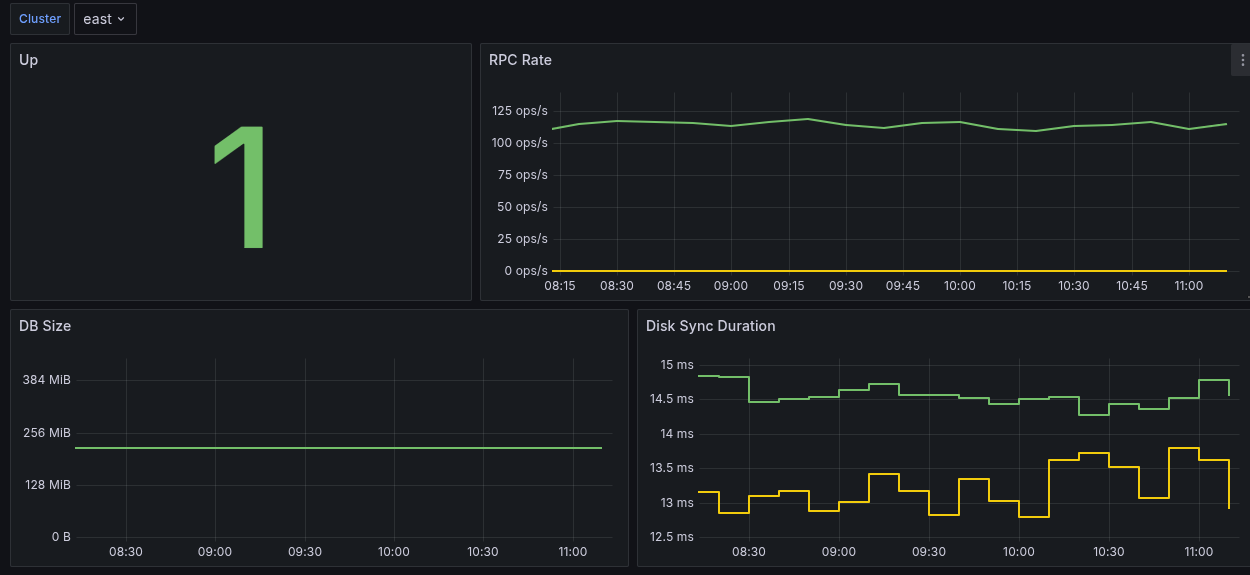 Cluster east
Up
1
RPC Rate
125 ops/s
100 ops/s
75 ops/s
50 ops/s
25 ops/s
0 ops/s
08:15 08:30 08:45 09:00 09:15 09:30 09:45 10:00 10:15 10:30 10:45 11:00
DB Size
384 MiB
256 MiB
128 MiB
0 B
08:30 09:00 09:30 10:00 10:30 11:00
Disk Sync Duration
15 ms
14.5 ms
14 ms
13.5 ms
13 ms
12.5 ms
08:30 09:00 09:30 10:00 10:30 11:00